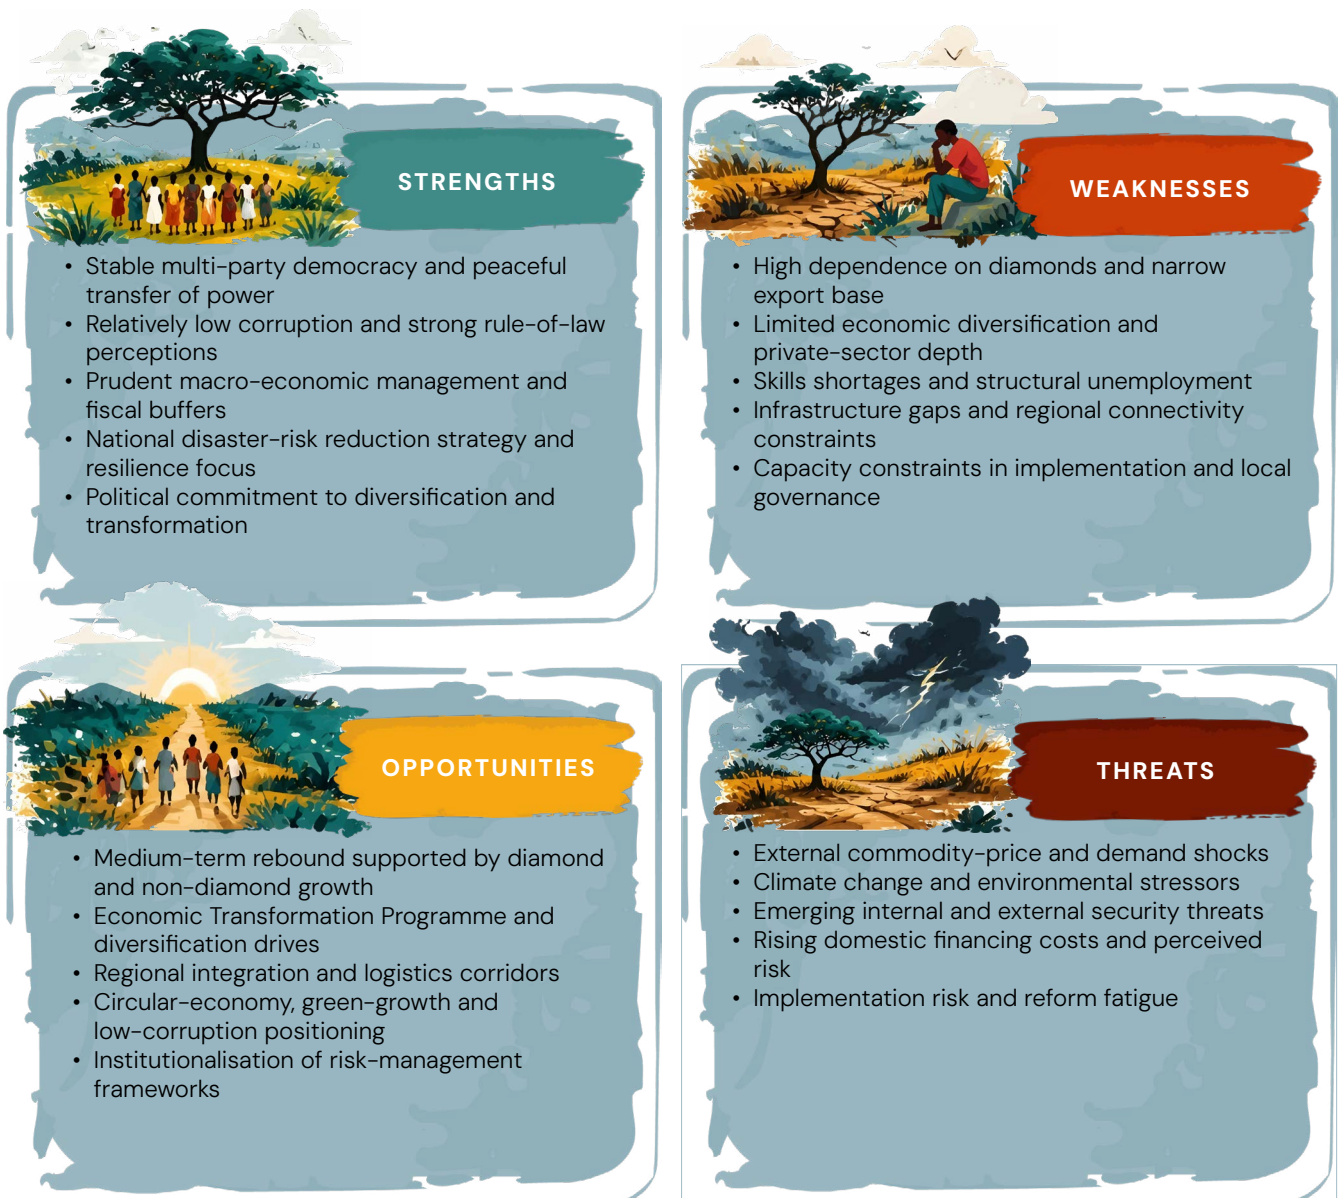 STRENGTHS
• Stable multi-party democracy and peaceful
transfer of power
• Relatively low corruption and strong rule-of-law
perceptions
• Prudent macro-economic management and
fiscal buffers
• National disaster-risk reduction strategy and
resilience focus
• Political commitment to diversification and
transformation
WEAKNESSES
• High dependence on diamonds and narrow
export base
• Limited economic diversification and
private-sector depth
• Skills shortages and structural unemployment
• Infrastructure gaps and regional connectivity
constraints
• Capacity constraints in implementation and local
governance
OPPORTUNITIES
• Medium-term rebound supported by diamond
and non-diamond growth
• Economic Transformation Programme and
diversification drives
• Regional integration and logistics corridors
• Circular-economy, green-growth and
low-corruption positioning
• Institutionalisation of risk-management
frameworks
THREATS
• External commodity-price and demand shocks
• Climate change and environmental stressors
• Emerging internal and external security threats
• Rising domestic financing costs and perceived
risk
• Implementation risk and reform fatigue